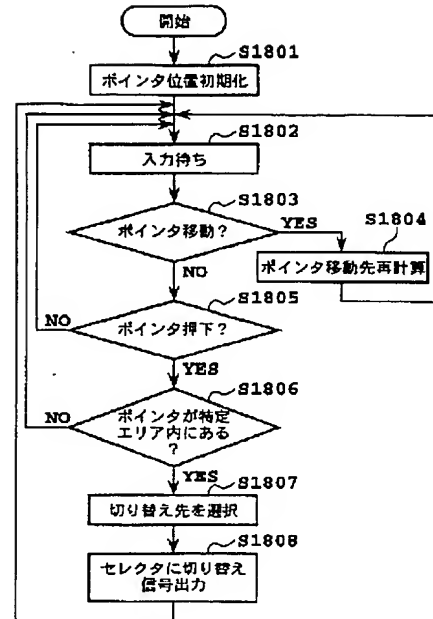 開始
S1801
ポインタ位置初期化
S1802
入力待ち
S1803
ポインタ移動?
YES
S1804
ポインタ移動先再計算
NO
S1805
ポインタ押下?
NO
YES
S1806
ポインタが特定
エリア内にある
?
NO
YES
S1807
切り替え先を選択
S1808
セレクタに切り替え
信号出力